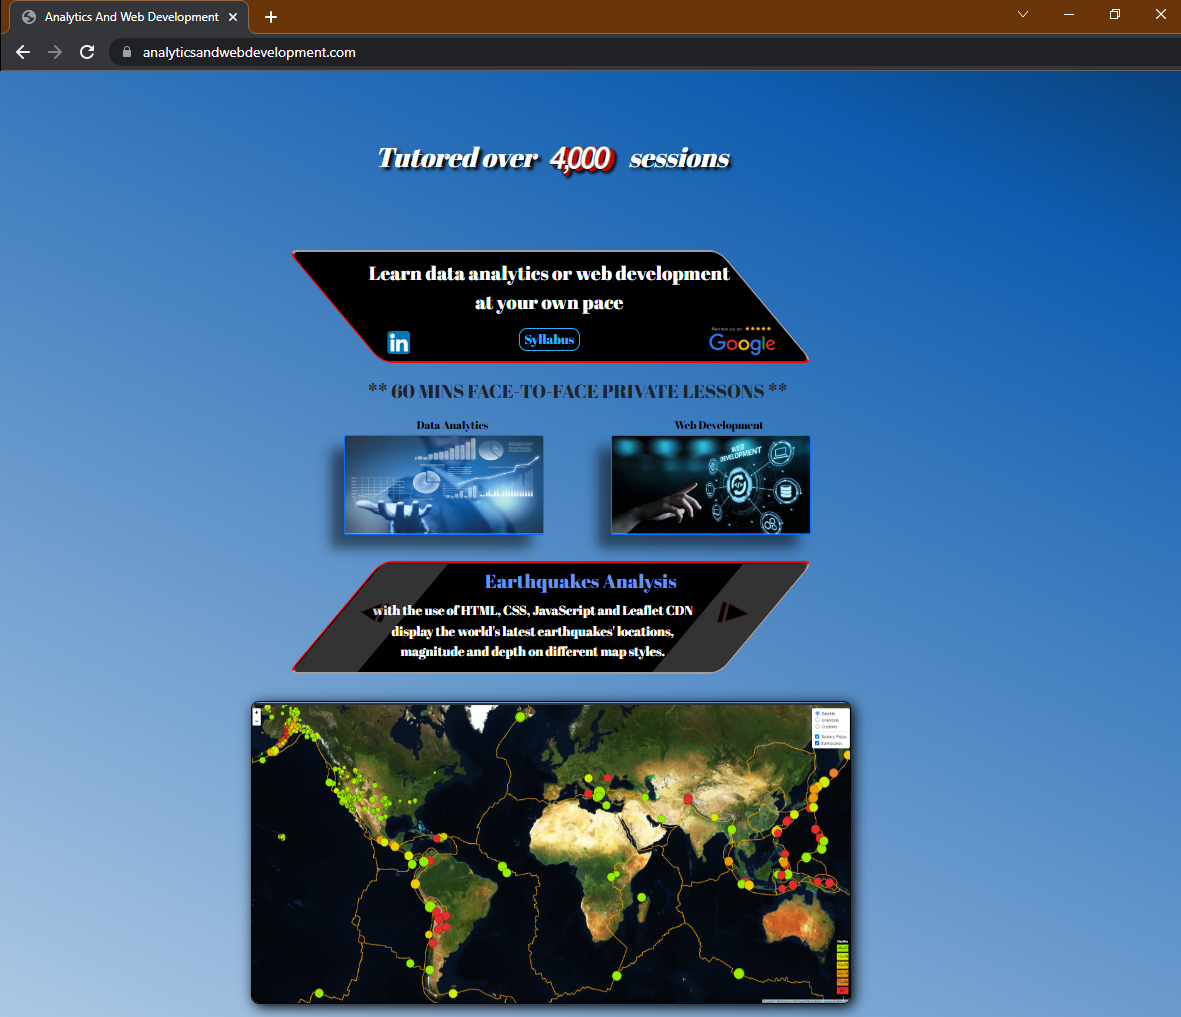 Analytics And Web Development
analyticsandwebdevelopment.com
Tutored over 4,000 sessions
Learn data analytics or web development
at your own pace
in
Syllabus
Review us on
Google
** 60 MINS FACE-TO-FACE PRIVATE LESSONS **
Data Analytics
Web Development
WEB
DEVELOPMENT
Earthquakes Analysis
with the use of HTML, CSS, JavaScript and Leaflet CDN
display the world's latest earthquakes' locations,
magnitude and depth on different map styles.
Satellite
Grayscale
Outdoors
Tectonic Plates
Earthquakes
Depths